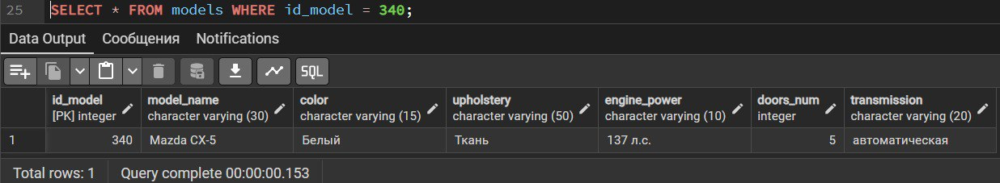 25 SELECT * FROM models WHERE id_model = 340;
Data Output Сообщения Notifications
SQL
id_model model_name color upholstery engine_power doors_num transmission
[PK] integer character varying (30) character varying (15) character varying (50) character varying (10) integer character varying (20)
1 340 Mazda CX-5 Белый Ткань 137 л.с. 5 автоматическая
Total rows: 1 Query complete 00:00:00.153